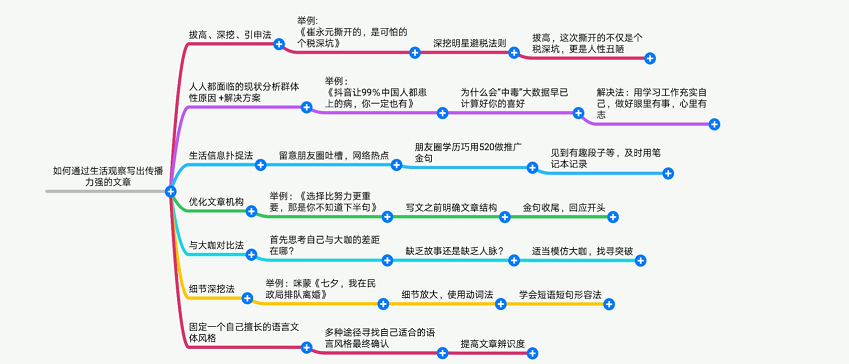 如何通过生活观察写出传播
力强的文章
拔高、深挖、引申法
举例:
《崔永元撕开的,是可怕的
个税深坑》
深挖明星避税法则
拔高,这次撕开的不仅是个
税深坑,更是人性丑陋
人人都面临的现状分析群体
性原因 +解决方案
举例:
《抖音让99%中国人都患
上的病,你一定也有》
为什么会“中毒”大数据早已
计算好你的喜好
解决法:用学习工作充实自
己,做好眼里有事,心里有
志
生活信息扑捉法
留意朋友圈吐槽,网络热点
朋友圈学历巧用520做推广
金句
见到有趣段子等,及时用笔
记本记录
优化文章机构
举例:《选择比努力更重
要,那是你不知道下半句》
写文之前明确文章结构
金句收尾,回应开头
与大咖对比法
首先思考自己与大咖的差距
在哪?
缺乏故事还是缺乏人脉?
适当模仿大咖,找寻突破
细节深挖法
举例:咪蒙《七夕,我在民
政局排队离婚》
细节放大,使用动词法
学会短语短句形容法
固定一个自己擅长的语言文
体风格
多种途径寻找自己适合的语
言风格最终确认
提高文章辨识度